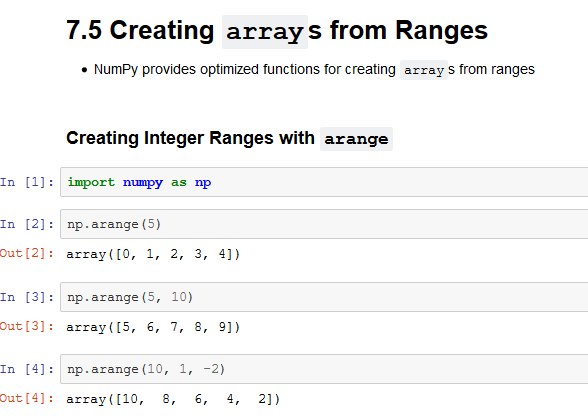 7.5 Creating arrays from Ranges
• NumPy provides optimized functions for creating arrays from ranges
Creating Integer Ranges with arange
In [1]: import numpy as np
In [2]: np.arange(5)
Out[2]: array([0, 1, 2, 3, 4])
In [3]: np.arange(5, 10)
Out[3]: array([5, 6, 7, 8, 9])
In [4]: np.arange(10, 1, -2)
Out[4]: array([10,  8,  6,  4,  2])